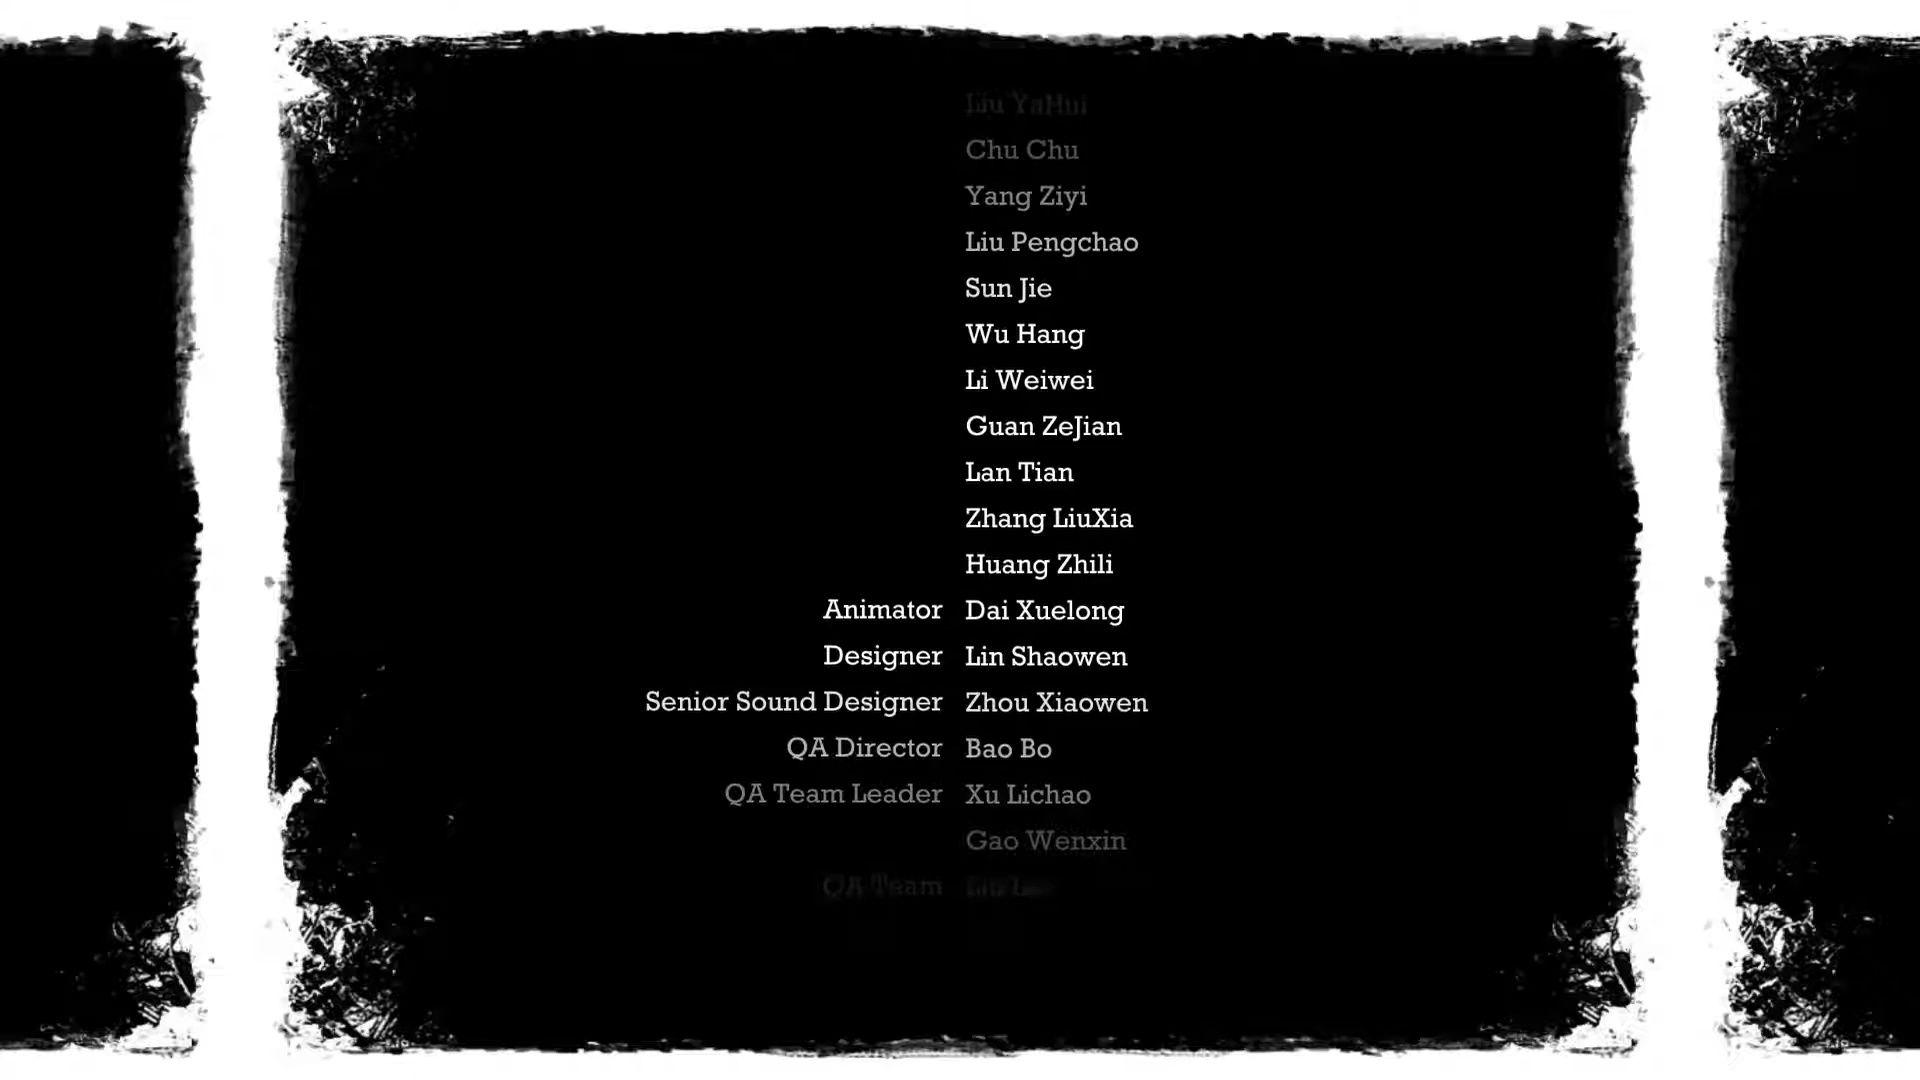 Liu YaHui
Chu Chu
Yang Ziyi
Liu Pengchao
Sun Jie
Wu Hang
Li Weiwei
Guan ZeJian
Lan Tian
Zhang LiuXia
Huang Zhili
Animator Dai Xuelong
Designer Lin Shaowen
Senior Sound Designer Zhou Xiaowen
QA Director Bao Bo
QA Team Leader Xu Lichao
Gao Wenxin
QA Team